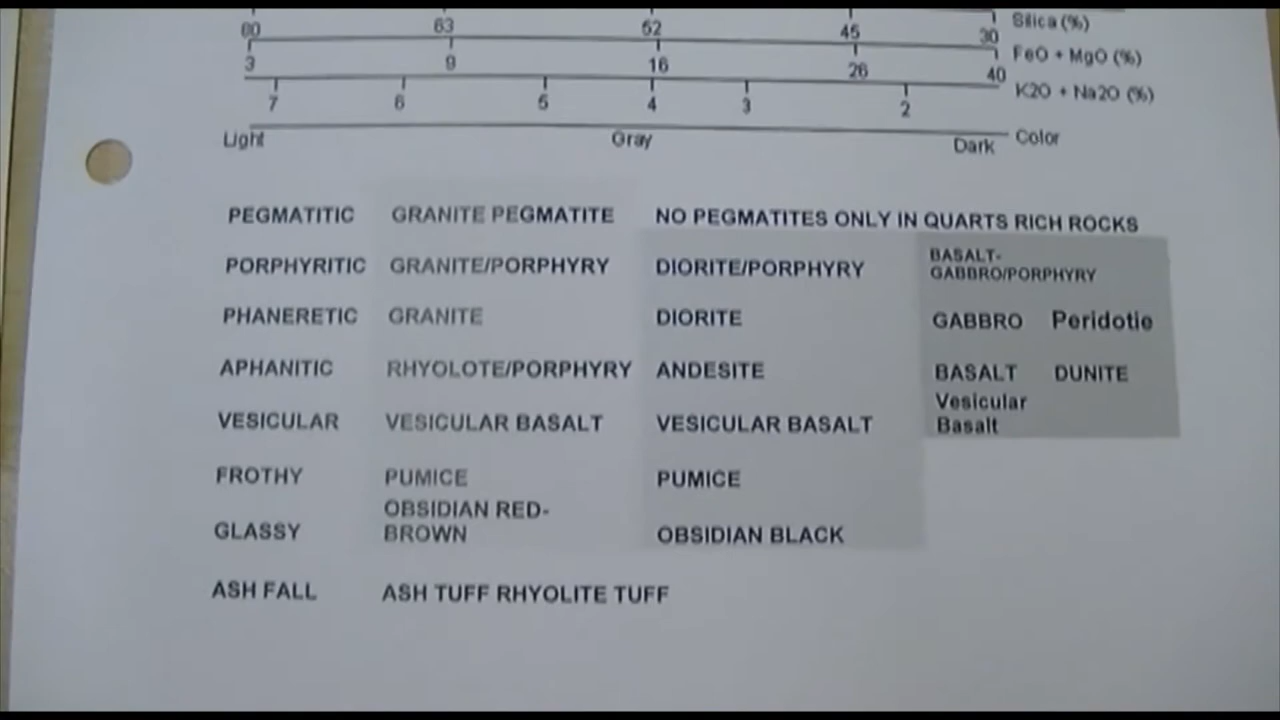 Silica (%)
80 63 52 45 30
FeO + MgO (%)
3 9 16 26 40
K2O + Na2O (%)
7 6 5 4 3 2
Light Gray Dark Color
PEGMATITIC GRANITE PEGMATITE NO PEGMATITES ONLY IN QUARTS RICH ROCKS
PORPHYRITIC GRANITE/PORPHYRY DIORITE/PORPHYRY BASALT-
GABBRO/PORPHYRY
PHANERETIC GRANITE DIORITE GABBRO Peridotie
APHANITIC RHYOLOTE/PORPHYRY ANDESITE BASALT DUNITE
VESICULAR VESICULAR BASALT VESICULAR BASALT Vesicular
Basalt
FROTHY PUMICE PUMICE
GLASSY OBSIDIAN RED-
BROWN OBSIDIAN BLACK
ASH FALL ASH TUFF RHYOLITE TUFF